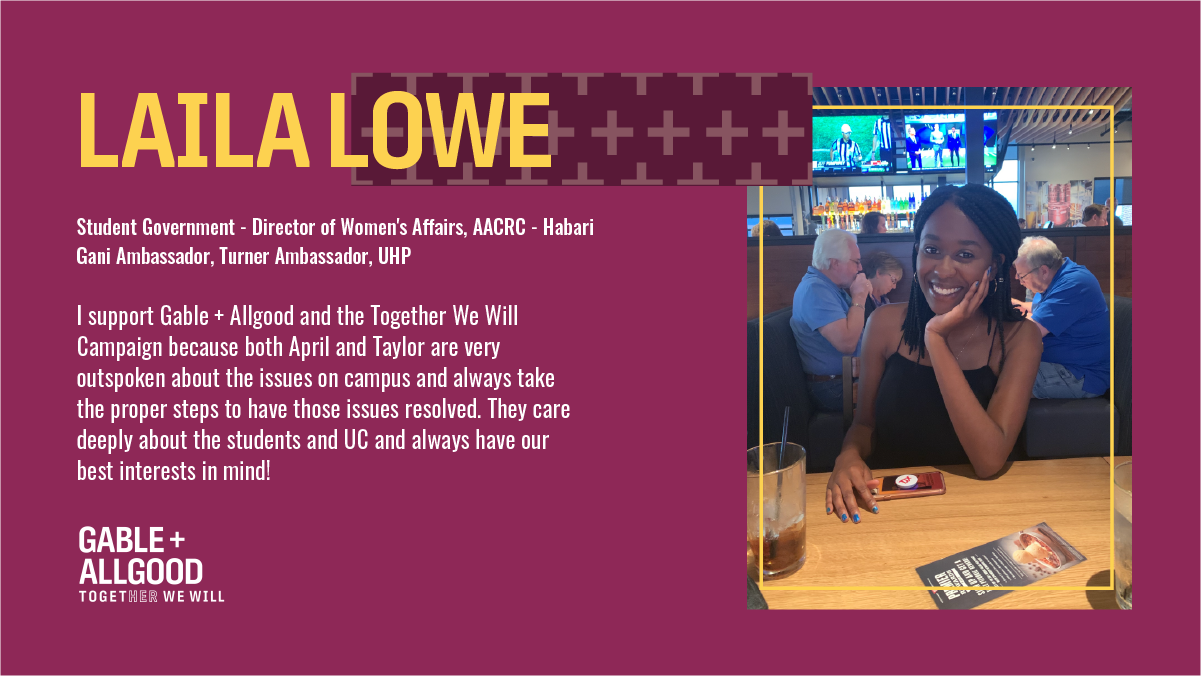 LAILA LOWE
Student Government - Director of Women's Affairs, AACRC - Habari
Gani Ambassador, Turner Ambassador, UHP
I support Gable + Allgood and the Together We Will
Campaign because both April and Taylor are very
outspoken about the issues on campus and always take
the proper steps to have those issues resolved. They care
deeply about the students and UC and always have our
best interests in mind!
GABLE +
ALLGOOD
TOGETHER WE WILL
PREMIER